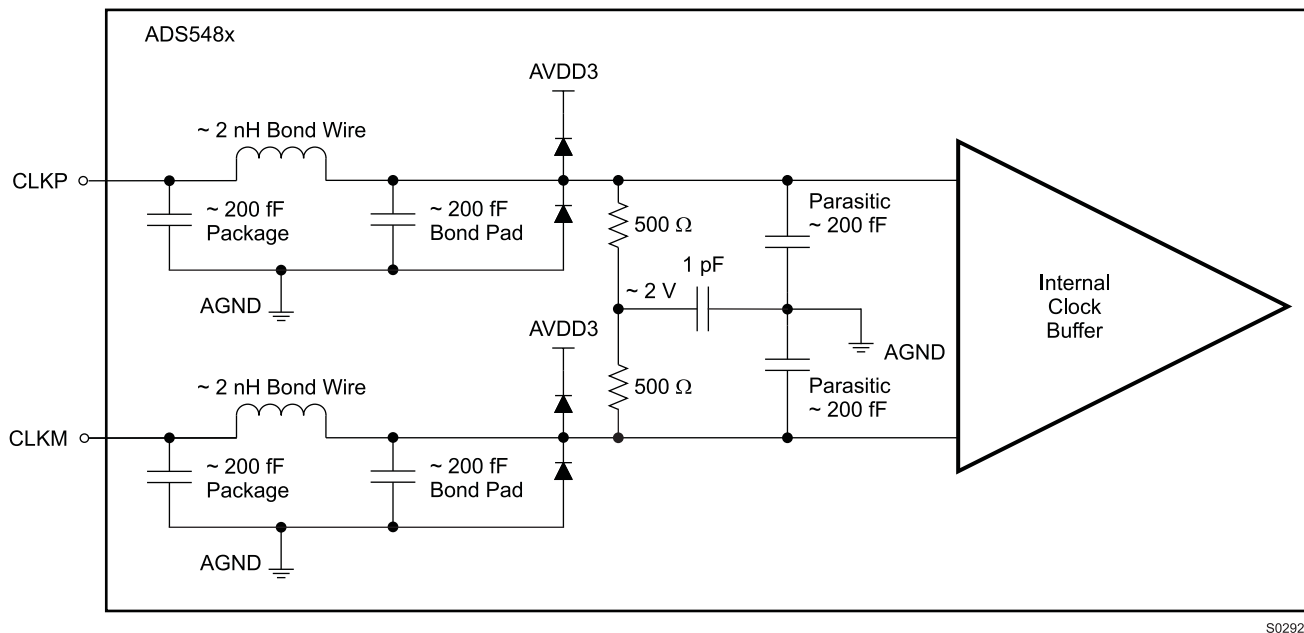 ADS548x
AVDD3
~ 2 nH Bond Wire
CLKP
~ 200 fF
Package
~ 200 fF
Bond Pad
500 Ω
Parasitic
~ 200 fF
1 pF
~ 2 V
AGND
AVDD3
AGND
Internal
Clock
Buffer
~ 2 nH Bond Wire
500 Ω
Parasitic
~ 200 fF
CLKM
~ 200 fF
Package
~ 200 fF
Bond Pad
AGND
S0292